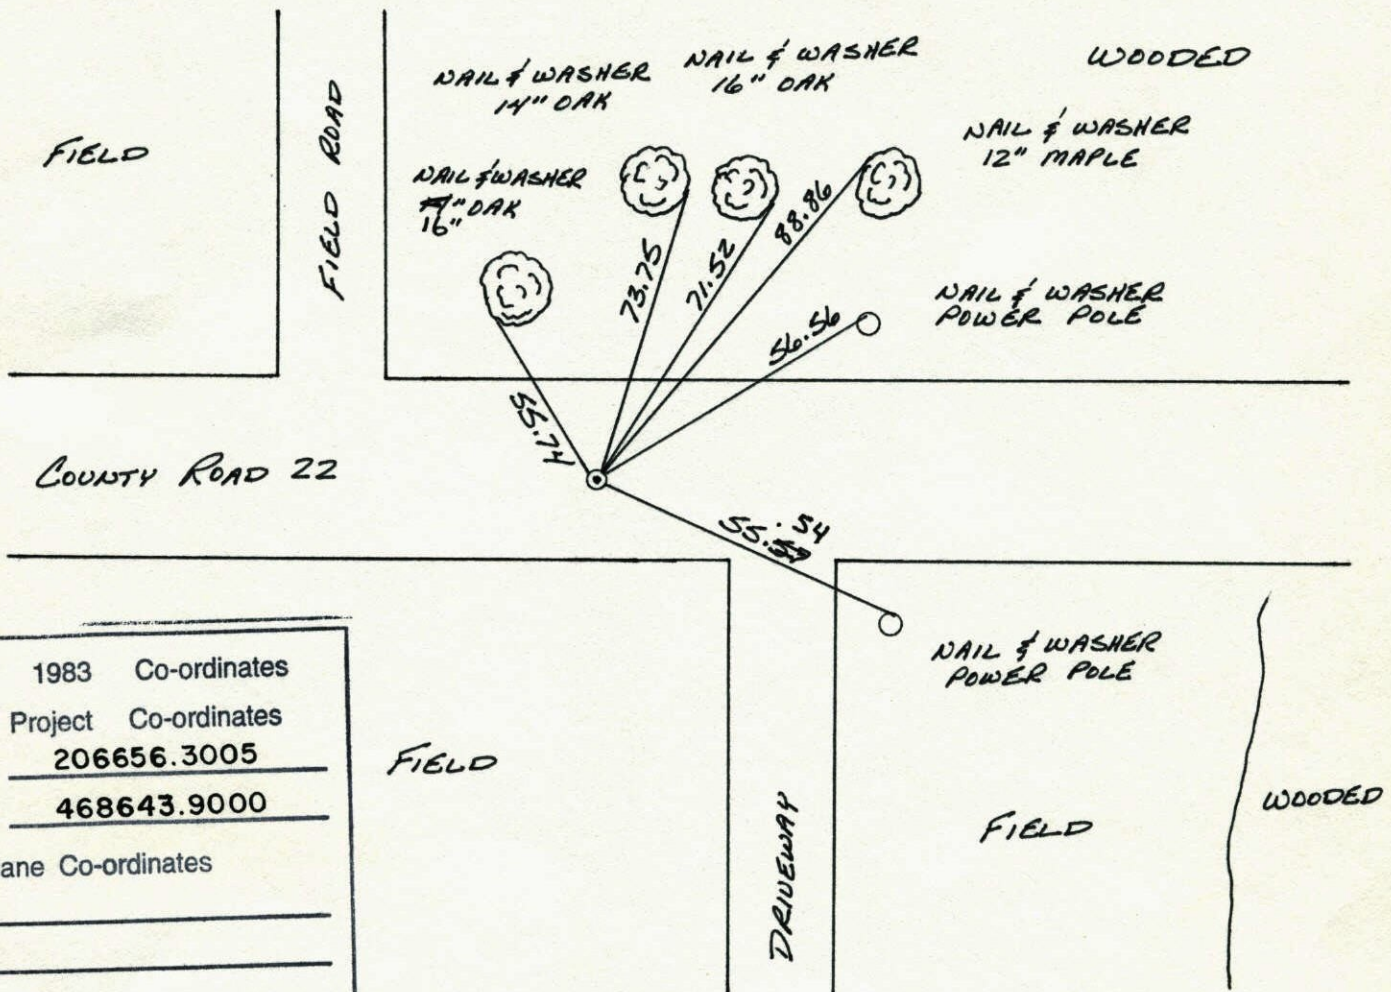 NAIL & WASHER
14" OAK
NAIL & WASHER
16" OAK
WOODED
FIELD
FIELD ROAD
NAIL & WASHER
12" MAPLE
NAIL & WASHER
" OAK
16"
73.75
71.52
88.86
NAIL & WASHER
POWER POLE
56.56
55.74
COUNTY ROAD 22
.54
55.
NAIL & WASHER
POWER POLE
1983 Co-ordinates
Project Co-ordinates
206656.3005
468643.9000
ane Co-ordinates
FIELD
DRIVEWAY
FIELD
WOODED